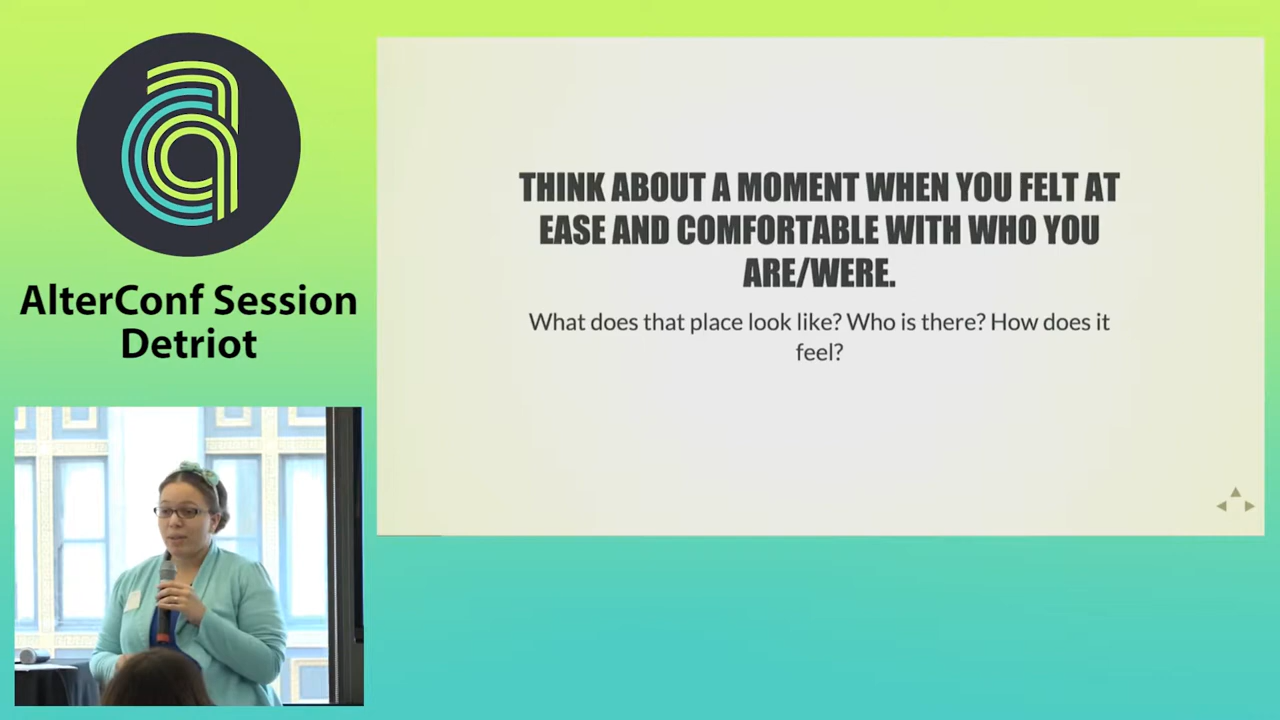 AlterConf Session
Detriot
THINK ABOUT A MOMENT WHEN YOU FELT AT
EASE AND COMFORTABLE WITH WHO YOU
ARE/WERE.
What does that place look like? Who is there? How does it
feel?